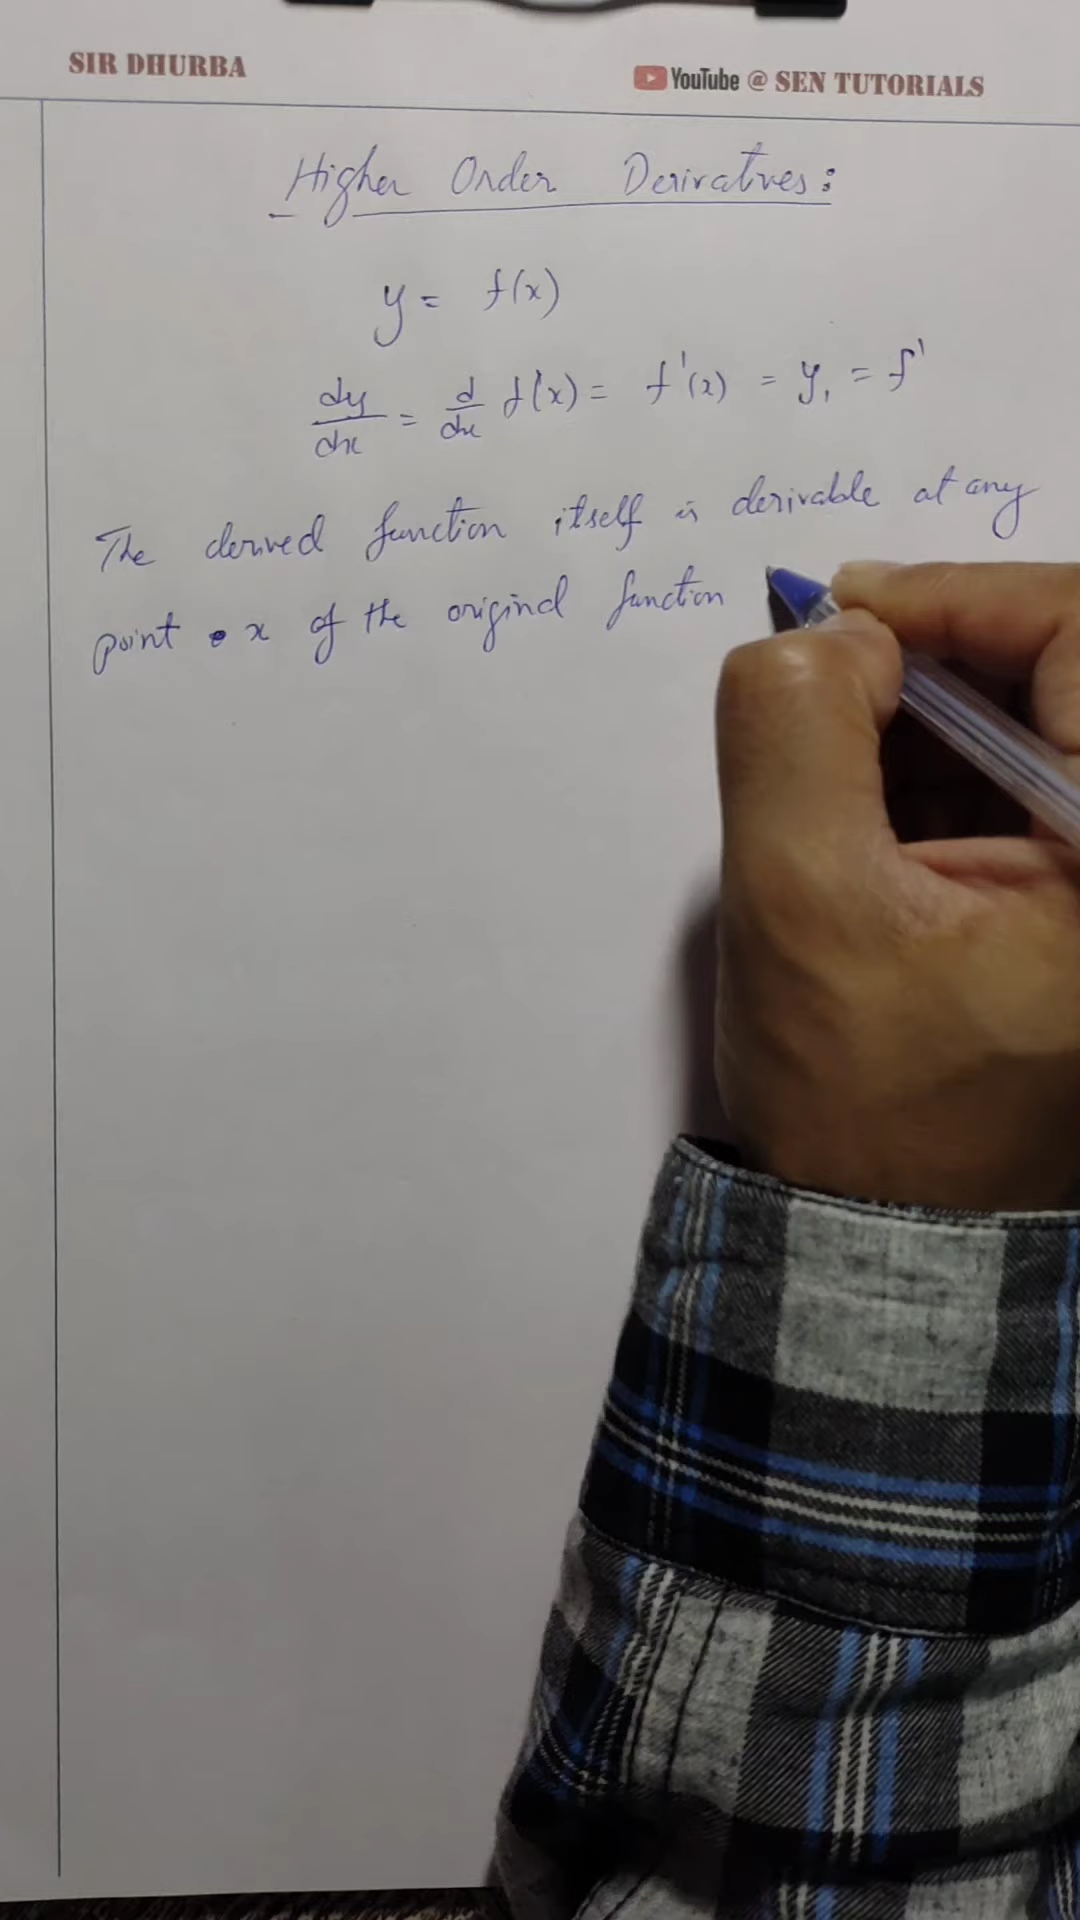 SIR DHURBA
YouTube @ SEN TUTORIALS
Higher Order Derivatives:
y = f(x)
dy/dx = d/dx f(x) = f'(x) = y₁ = f'
The derived function itself is derivable at any
point x of the original function